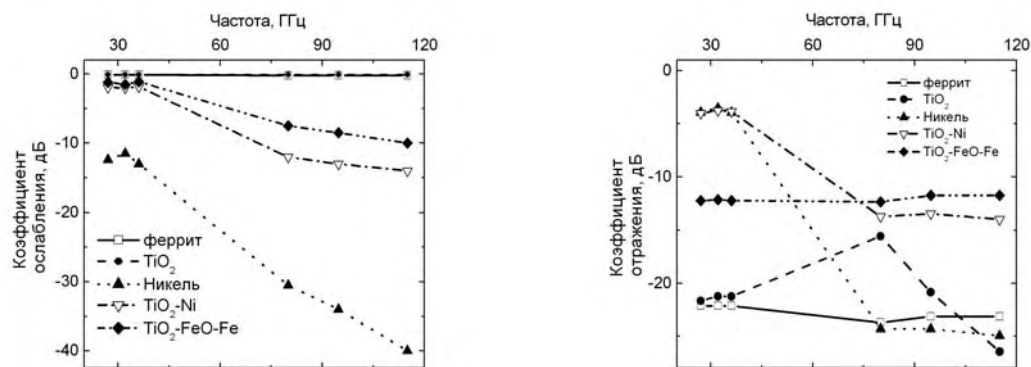 Частота, ГГц
30 60 90 120
0
-10
-20
-30
-40
Коэффициент
ослабления, дБ
феррит
TiO₂
Никель
TiO₂-Ni
TiO₂-FeO-Fe
Частота, ГГц
30 60 90 120
0
-10
-20
Коэффициент
отражения, дБ
феррит
TiO₂
Никель
TiO₂-Ni
TiO₂-FeO-Fe